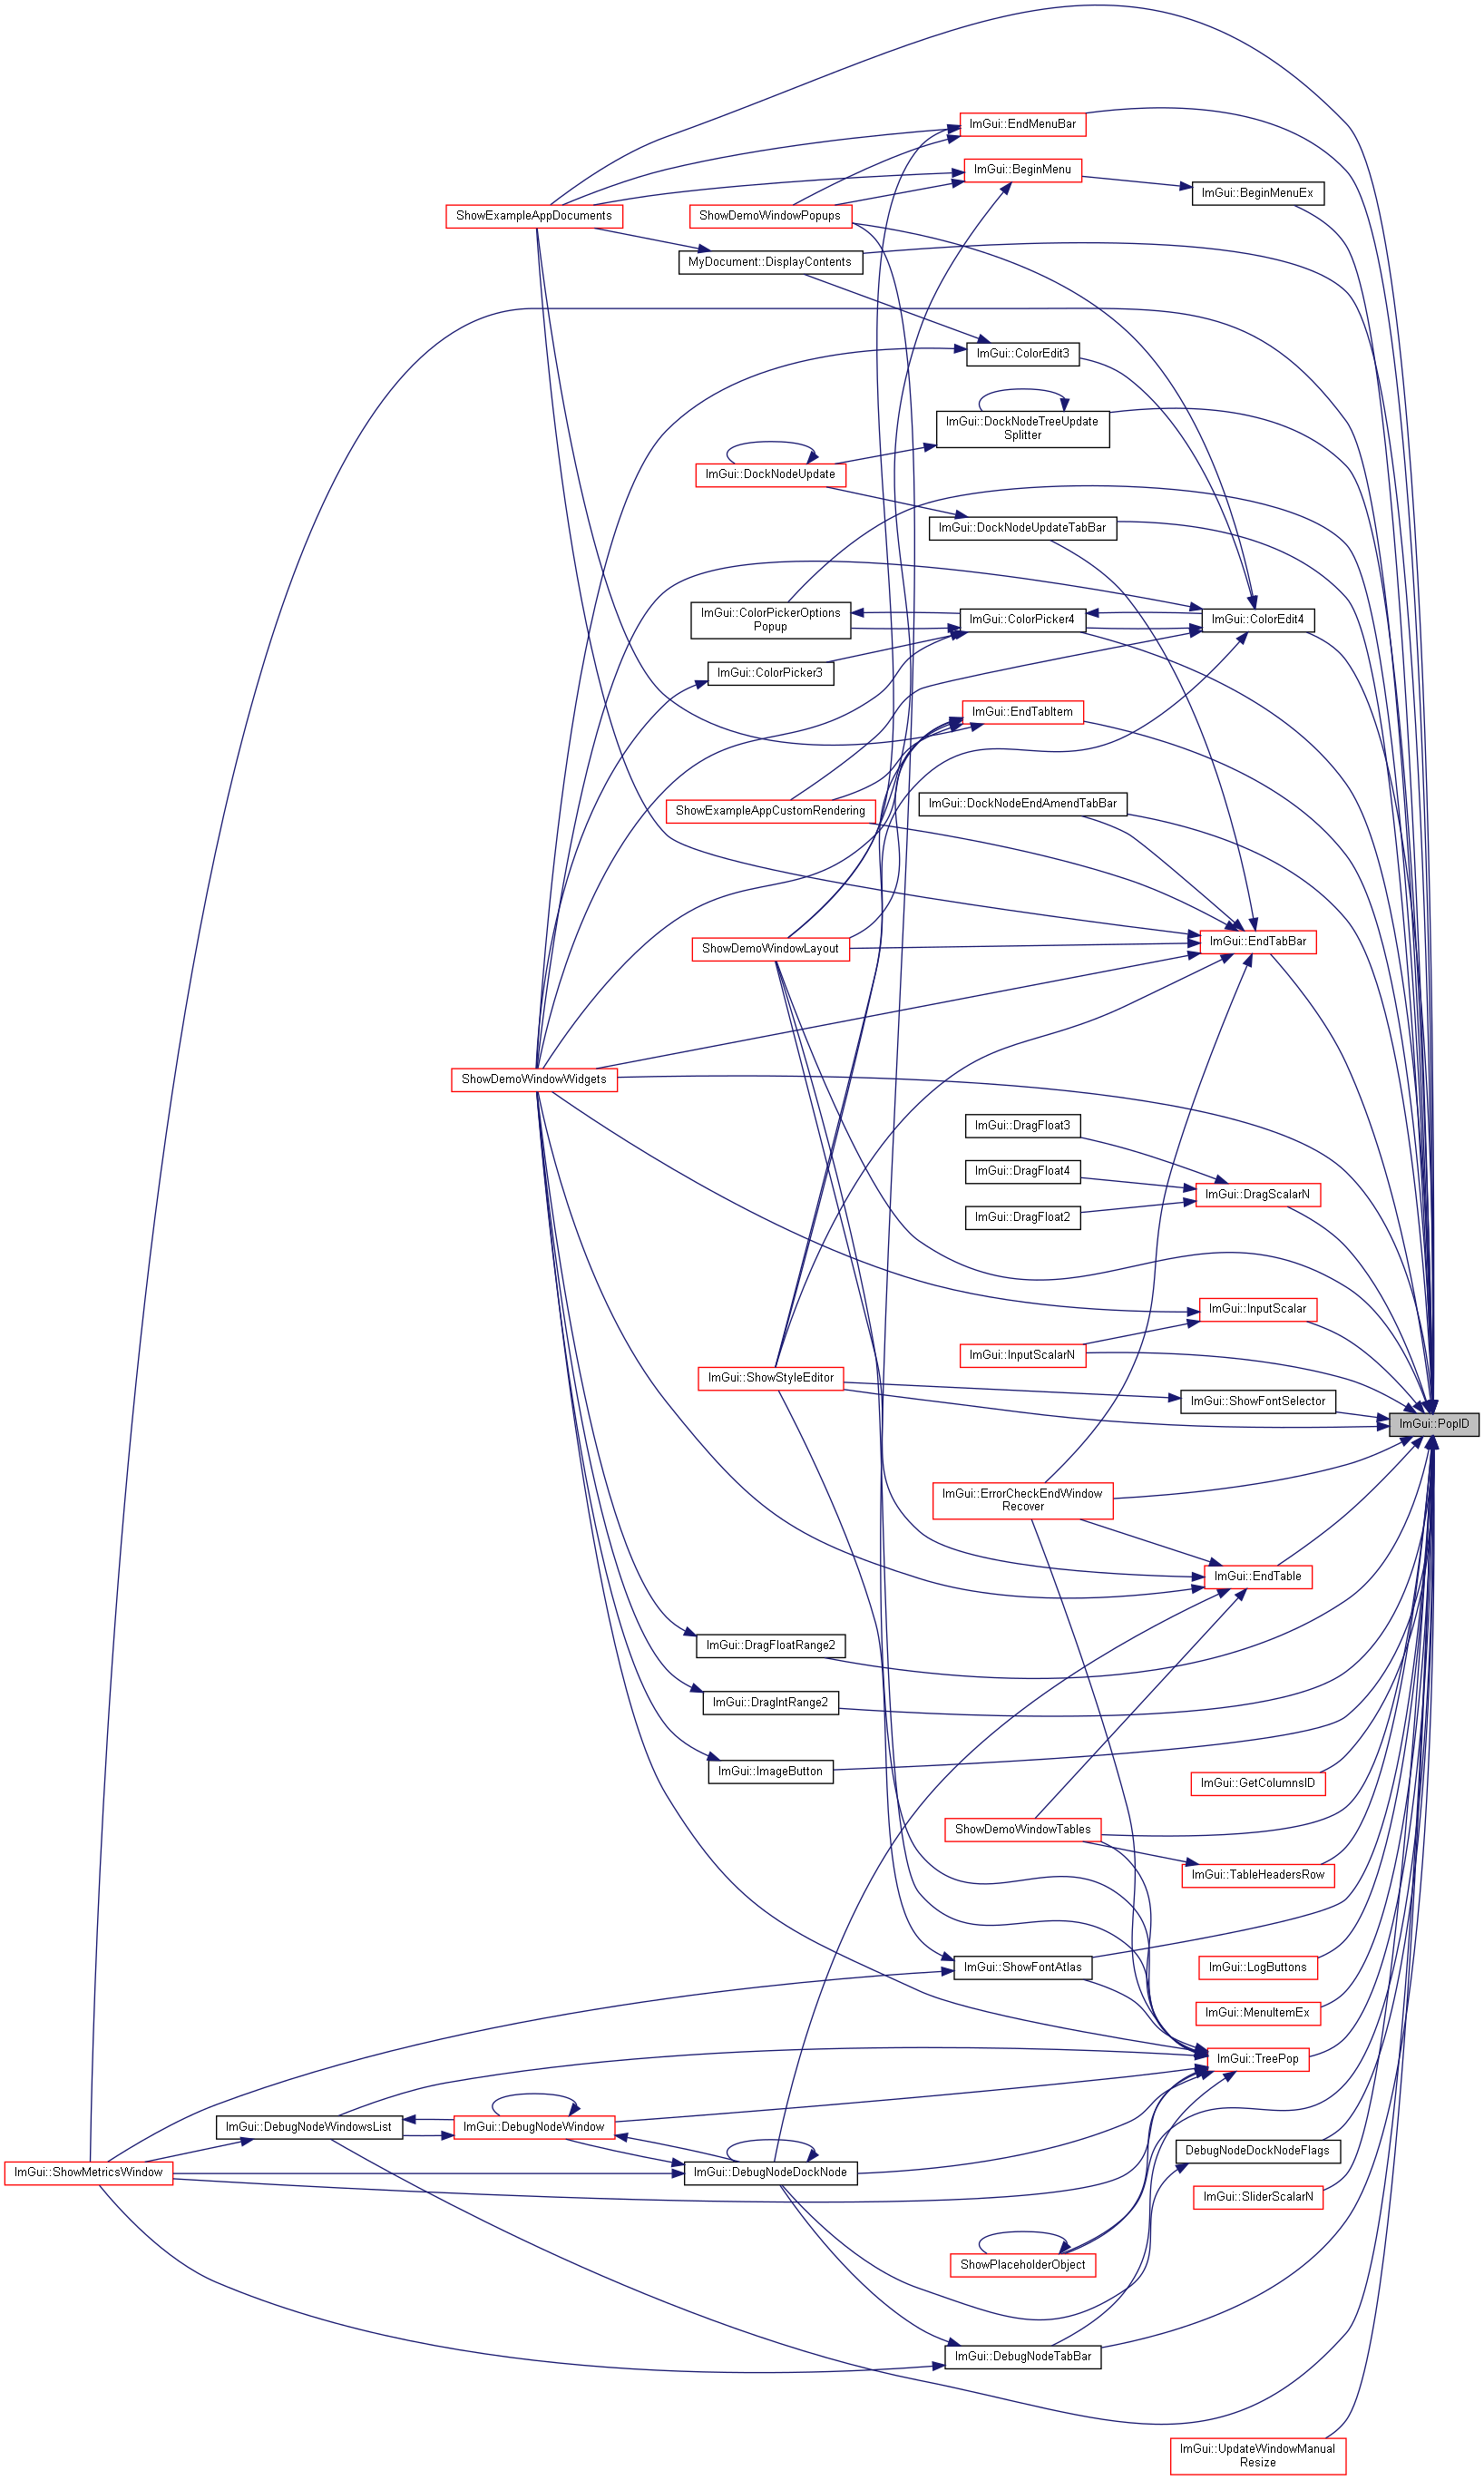 ImGui::EndMenuBar
ImGui::BeginMenu
ImGui::BeginMenuEx
ShowExampleAppDocuments
ShowDemoWindowPopups
MyDocument::DisplayContents
ImGui::ColorEdit3
ImGui::DockNodeTreeUpdate
Splitter
ImGui::DockNodeUpdate
ImGui::DockNodeUpdateTabBar
ImGui::ColorPickerOptions
Popup
ImGui::ColorPicker4
ImGui::ColorEdit4
ImGui::ColorPicker3
ImGui::EndTabItem
ShowExampleAppCustomRendering
ImGui::DockNodeEndAmendTabBar
ShowDemoWindowLayout
ImGui::EndTabBar
ShowDemoWindowWidgets
ImGui::DragFloat3
ImGui::DragFloat4
ImGui::DragScalarN
ImGui::DragFloat2
ImGui::InputScalar
ImGui::InputScalarN
ImGui::ShowStyleEditor
ImGui::ShowFontSelector
ImGui::PopID
ImGui::ErrorCheckEndWindow
Recover
ImGui::EndTable
ImGui::DragFloatRange2
ImGui::DragIntRange2
ImGui::ImageButton
ImGui::GetColumnsID
ShowDemoWindowTables
ImGui::TableHeadersRow
ImGui::ShowFontAtlas
ImGui::LogButtons
ImGui::MenuItemEx
ImGui::TreePop
ImGui::DebugNodeWindowsList
ImGui::DebugNodeWindow
DebugNodeDockNodeFlags
ImGui::ShowMetricsWindow
ImGui::DebugNodeDockNode
ImGui::SliderScalarN
ShowPlaceholderObject
ImGui::DebugNodeTabBar
ImGui::UpdateWindowManual
Resize